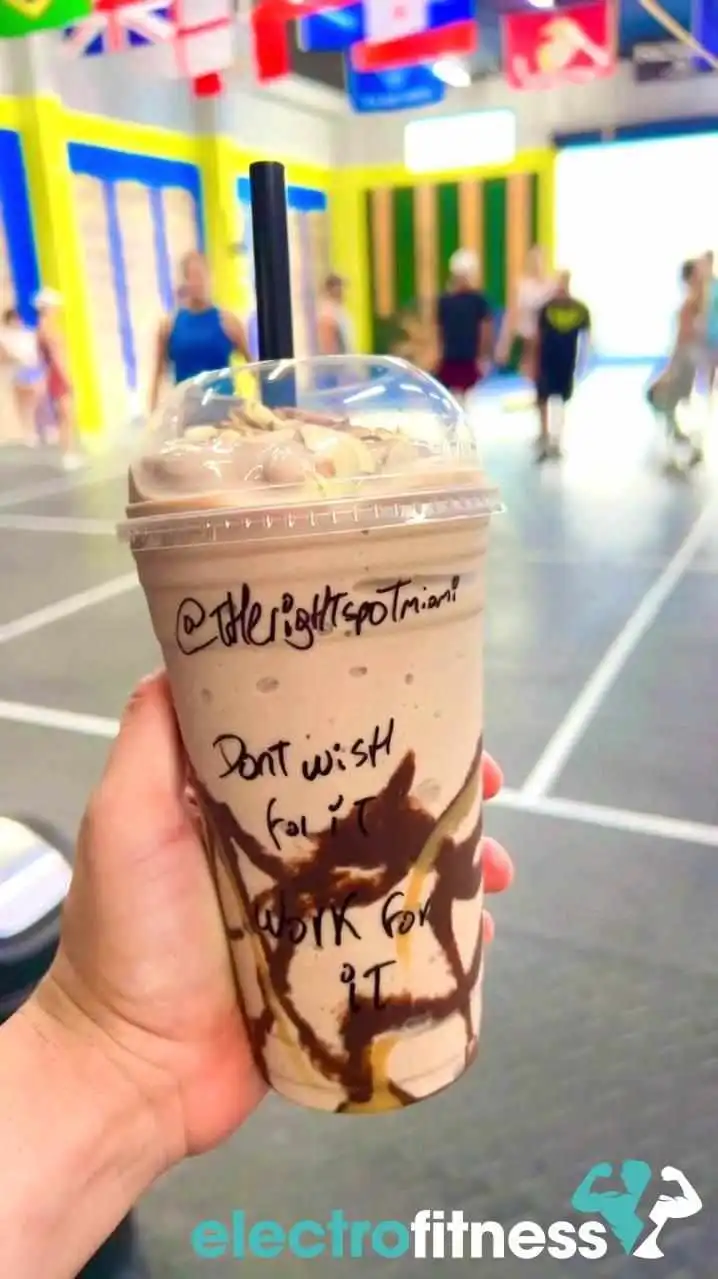 @THerightspotmiami
Dont wish
for it
work for
it
electrofitness